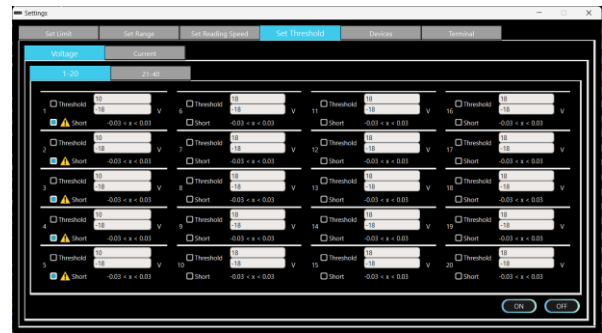 Settings
Set Limit Set Range Set Reading Speed Set Threshold Devices Terminal
Voltage Current
1-20 21-40
1 Threshold 10 -18 V
Short -0.03 < x < 0.03
2 Threshold 10 -18 V
Short -0.03 < x < 0.03
3 Threshold 10 -18 V
Short -0.03 < x < 0.03
4 Threshold 10 -18 V
Short -0.03 < x < 0.03
5 Threshold 10 -18 V
Short -0.03 < x < 0.03
6 Threshold 18 -18 V
Short -0.03 < x < 0.03
7 Threshold 18 -18 V
Short -0.03 < x < 0.03
8 Threshold 18 -18 V
Short -0.03 < x < 0.03
9 Threshold 18 -18 V
Short -0.03 < x < 0.03
10 Threshold 18 -18 V
Short -0.03 < x < 0.03
11 Threshold 18 -18 V
Short -0.03 < x < 0.03
12 Threshold 18 -18 V
Short -0.03 < x < 0.03
13 Threshold 18 -18 V
Short -0.03 < x < 0.03
14 Threshold 18 -18 V
Short -0.03 < x < 0.03
15 Threshold 18 -18 V
Short -0.03 < x < 0.03
16 Threshold 18 -18 V
Short -0.03 < x < 0.03
17 Threshold 18 -18 V
Short -0.03 < x < 0.03
18 Threshold 18 -18 V
Short -0.03 < x < 0.03
19 Threshold 18 -18 V
Short -0.03 < x < 0.03
20 Threshold 18 -18 V
Short -0.03 < x < 0.03
ON OFF